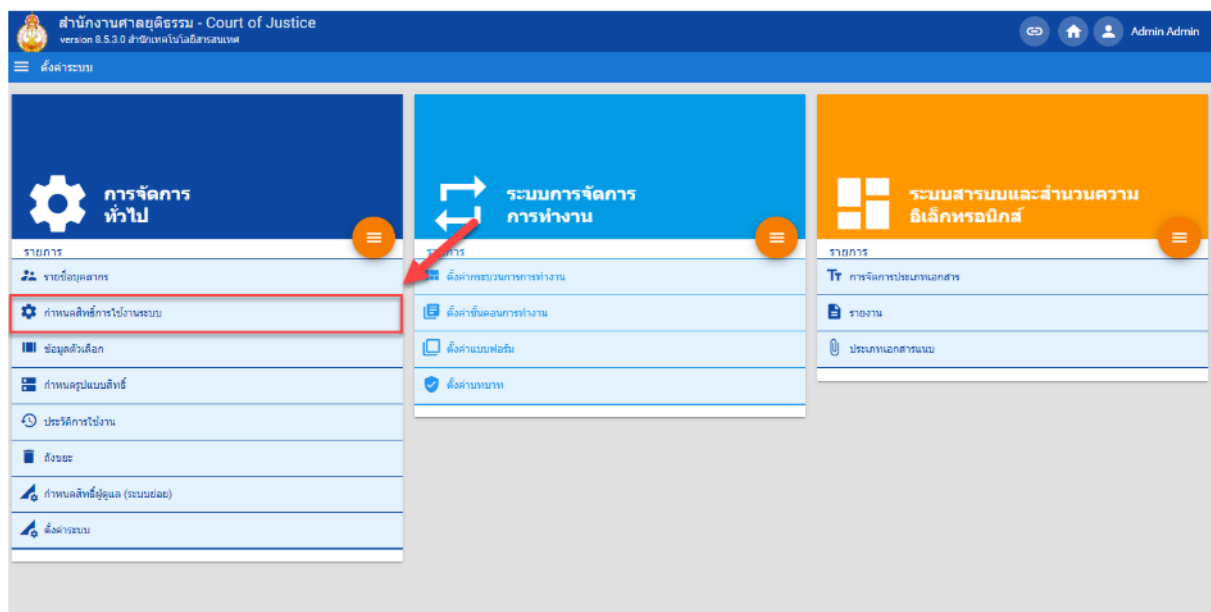 สำนักงานศาลยุติธรรม - Court of Justice
version 8.5.3.0 สำนักเทคโนโลยีสารสนเทศ
Admin Admin
ตั้งค่าระบบ
การจัดการ
ทั่วไป
รายการ
รายชื่อบุคลากร
กำหนดสิทธิ์การใช้งานระบบ
ข้อมูลตัวเลือก
กำหนดรูปแบบสิทธิ์
ประวัติการใช้งาน
ถังขยะ
กำหนดสิทธิ์ผู้ดูแล (ระบบย่อย)
ตั้งค่าระบบ
ระบบการจัดการ
การทำงาน
รายการ
ตั้งค่ากระบวนการการทำงาน
ตั้งค่าขั้นตอนการทำงาน
ตั้งค่าแบบฟอร์ม
ตั้งค่าบทบาท
ระบบสารบบและสำนวนความ
อิเล็กทรอนิกส์
รายการ
การจัดการประเภทเอกสาร
รายงาน
ประเภทเอกสารแนบ